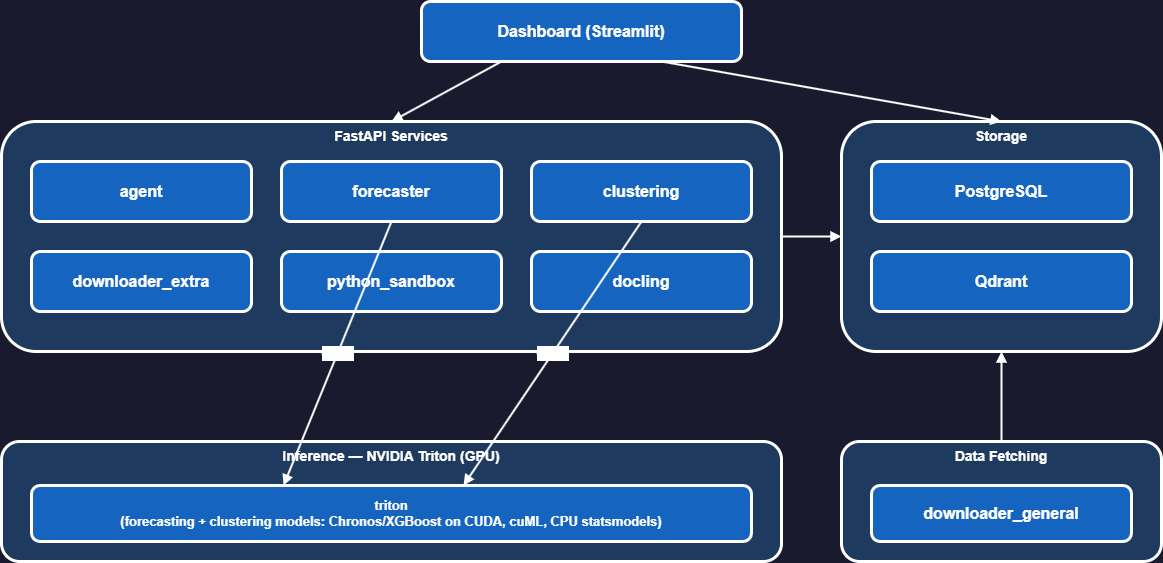 Dashboard (Streamlit)
FastAPI Services
Storage
agent
forecaster
clustering
PostgreSQL
downloader_extra
python_sandbox
docling
Qdrant
Inference — NVIDIA Triton (GPU)
Data Fetching
triton
(forecasting + clustering models: Chronos/XGBoost on CUDA, cuML, CPU statsmodels)
downloader_general